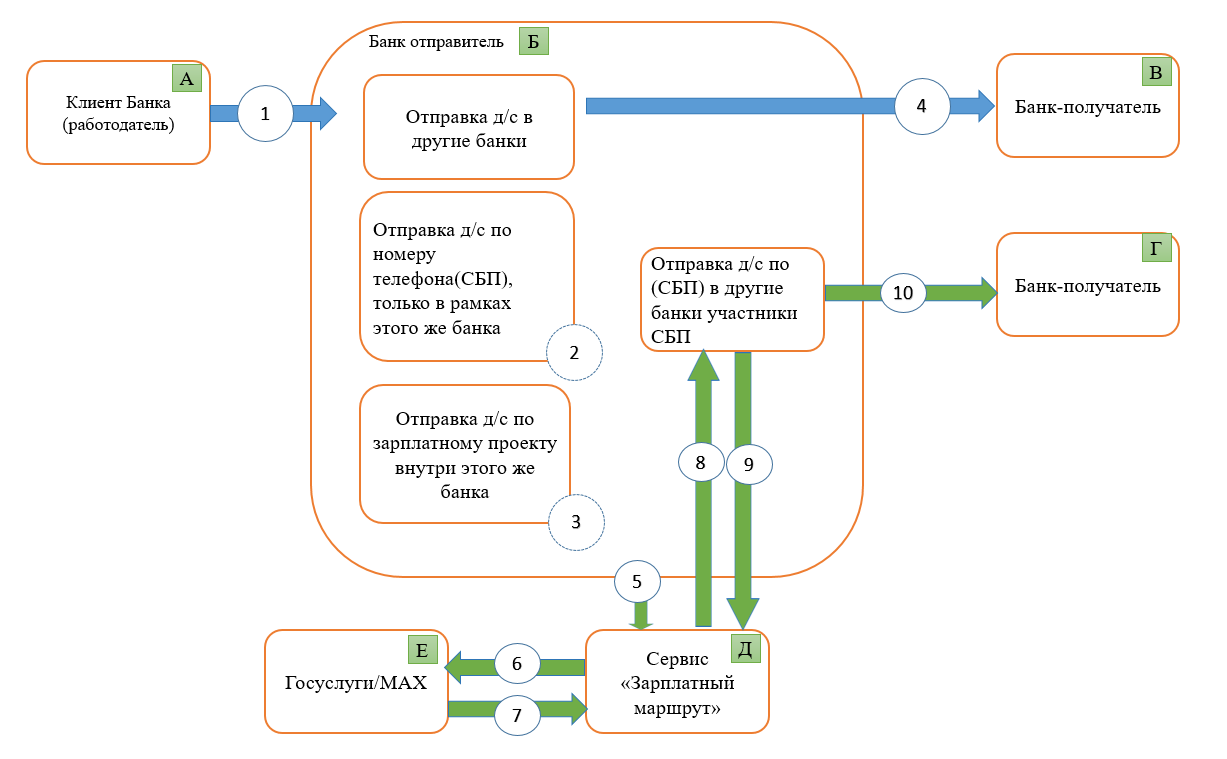 Банк отправитель
Б
А
Клиент Банка
(работодатель)
1
Отправка д/с в
другие банки
4
В
Банк-получатель
Отправка д/с по
номеру
телефона(СБП),
только в рамках
этого же банка
2
Отправка д/с по
(СБП) в другие
банки участники
СБП
10
Г
Банк-получатель
Отправка д/с по
зарплатному проекту
внутри этого же
банка
3
8
9
5
Е
Госуслуги/МАХ
6
7
Д
Сервис
«Зарплатный
маршрут»